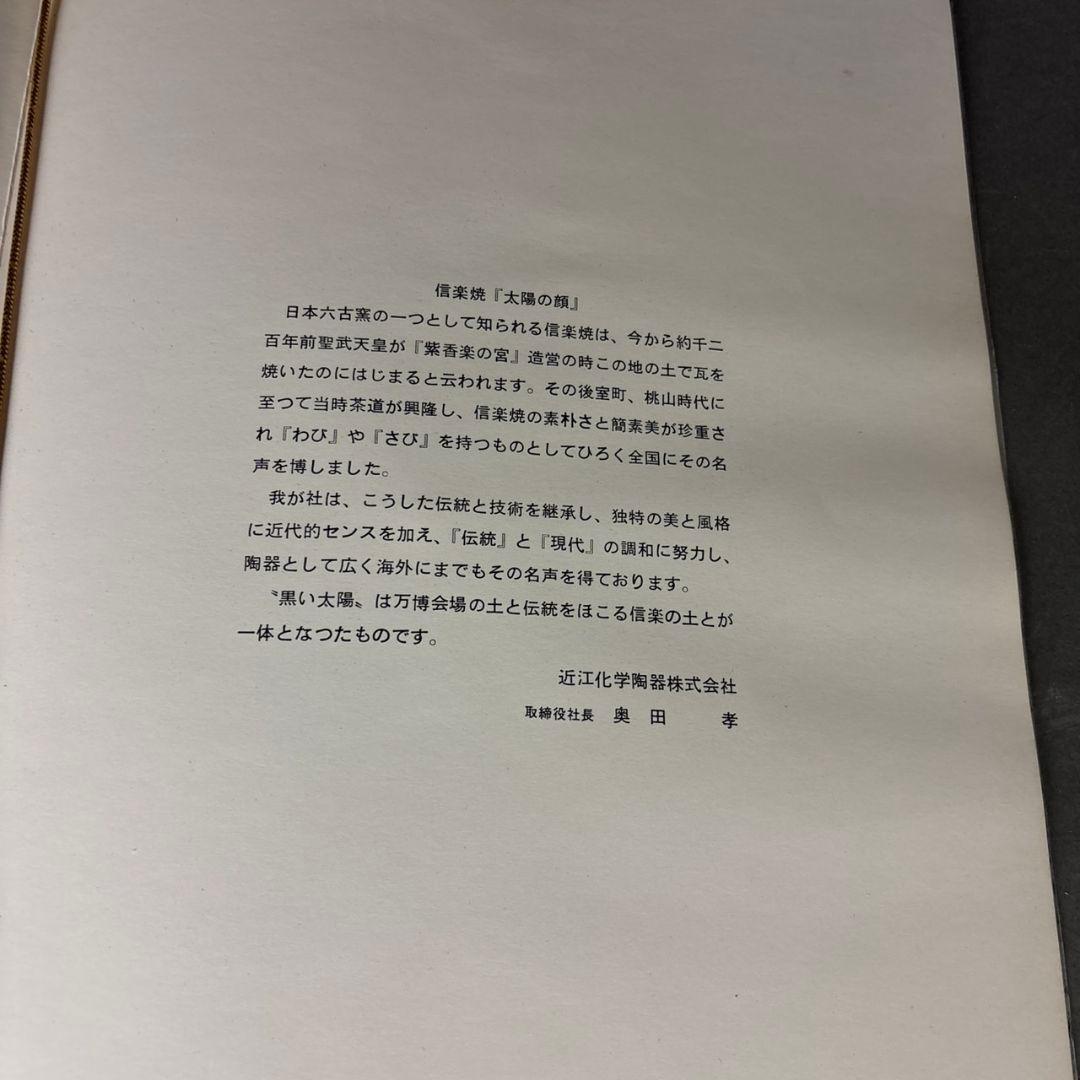 信楽焼『太陽の顔』
日本六古窯の一つとして知られる信楽焼は、今から約千二
百年前聖武天皇が『紫香楽の宮』造営の時この地の土で瓦を
焼いたのにはじまると云われます。その後室町、桃山時代に
至つて当時茶道が興隆し、信楽焼の素朴さと簡素美が珍重さ
れ『わび』や『さび』を持つものとしてひろく全国にその名
声を博しました。
我が社は、こうした伝統と技術を継承し、独特の美と風格
に近代的センスを加え、『伝統』と『現代』の調和に努力し、
陶器として広く海外にまでもその名声を得ております。
〝黒い太陽〟は万博会場の土と伝統をほこる信楽の土とが
一体となつたものです。
近江化学陶器株式会社
取締役社長 奥田 孝